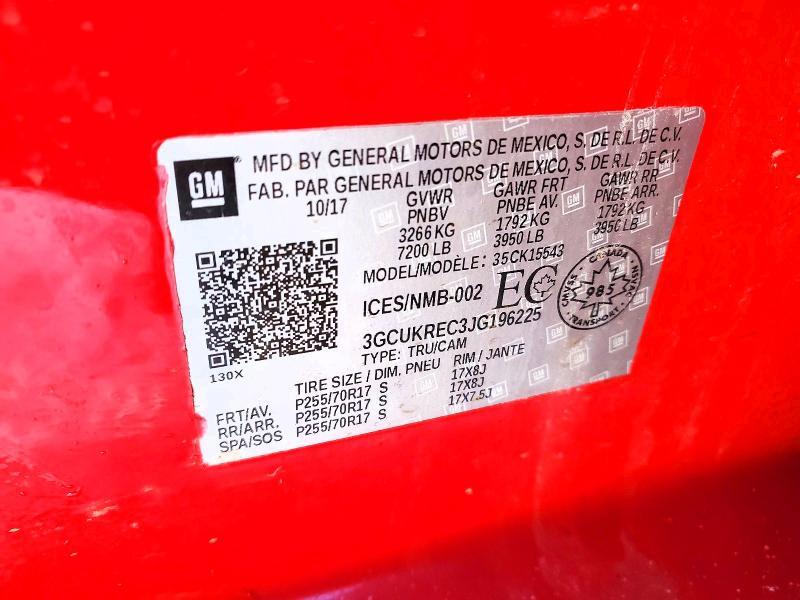 GM MFD BY GENERAL MOTORS DE MEXICO, S. DE R.L. DE C.V.
FAB. PAR GENERAL MOTORS DE MEXICO, S. DE R.L. DE C.V.
10/17 GVWR GAWR FRT GAWR RR
PNBV PNBE AV. PNBE ARR.
3266 KG 1792 KG 1792 KG
7200 LB 3950 LB 3950 LB
MODEL/MODÈLE: 35CK15543
ICES/NMB-002 EC
CANADA
985
TRANSPORT
3GCUKREC3JG196225
TYPE: TRU/CAM
130X
TIRE SIZE / DIM. PNEU RIM / JANTE
FRT/AV. P255/70R17 S 17X8J
RR/ARR. P255/70R17 S 17X8J
SPA/SOS P255/70R17 S 17X7.5J